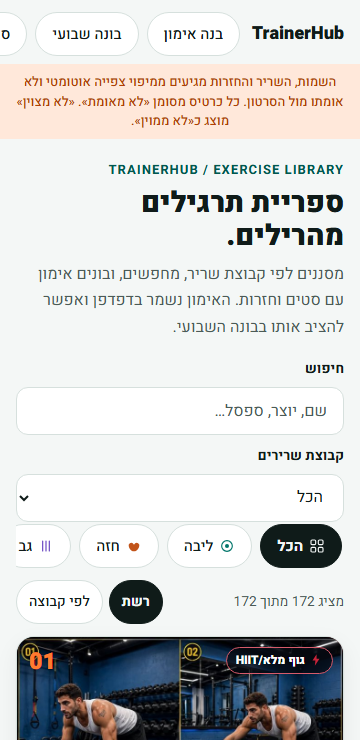 TrainerHub
בנה אימון
בונה שבועי
השמות, השריר והחזרות מגיעים ממיפוי צפייה אוטומטי ולא
אומתו מול הסרטון. כל כרטיס מסומן «לא מאומת». «לא מצוין»
מוצג כ«לא ממוין».
TRAINERHUB / EXERCISE LIBRARY
ספריית תרגילים
מהרילים.
מסננים לפי קבוצת שריר, מחפשים, ובונים אימון
עם סטים וחזרות. האימון נשמר בדפדפן ואפשר
להציב אותו בבונה השבועי.
חיפוש
שם, יוצר, ספסל...
קבוצת שרירים
הכל
הכל
ליבה
חזה
גב
מציג 172 מתוך 172
רשת
לפי קבוצה
גוף מלא/HIIT
02
01
01